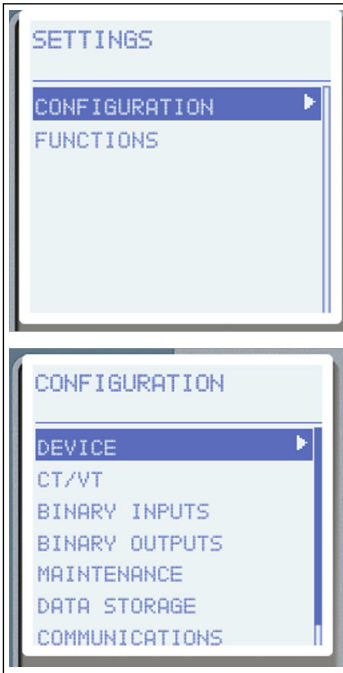 SETTINGS
CONFIGURATION
FUNCTIONS
CONFIGURATION
DEVICE
CT/VT
BINARY INPUTS
BINARY OUTPUTS
MAINTENANCE
DATA STORAGE
COMMUNICATIONS